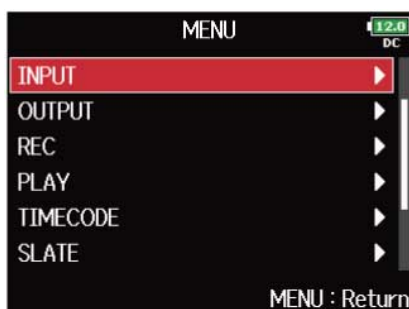 MENU
12.0
DC
INPUT
OUTPUT
REC
PLAY
TIMECODE
SLATE
MENU : Return